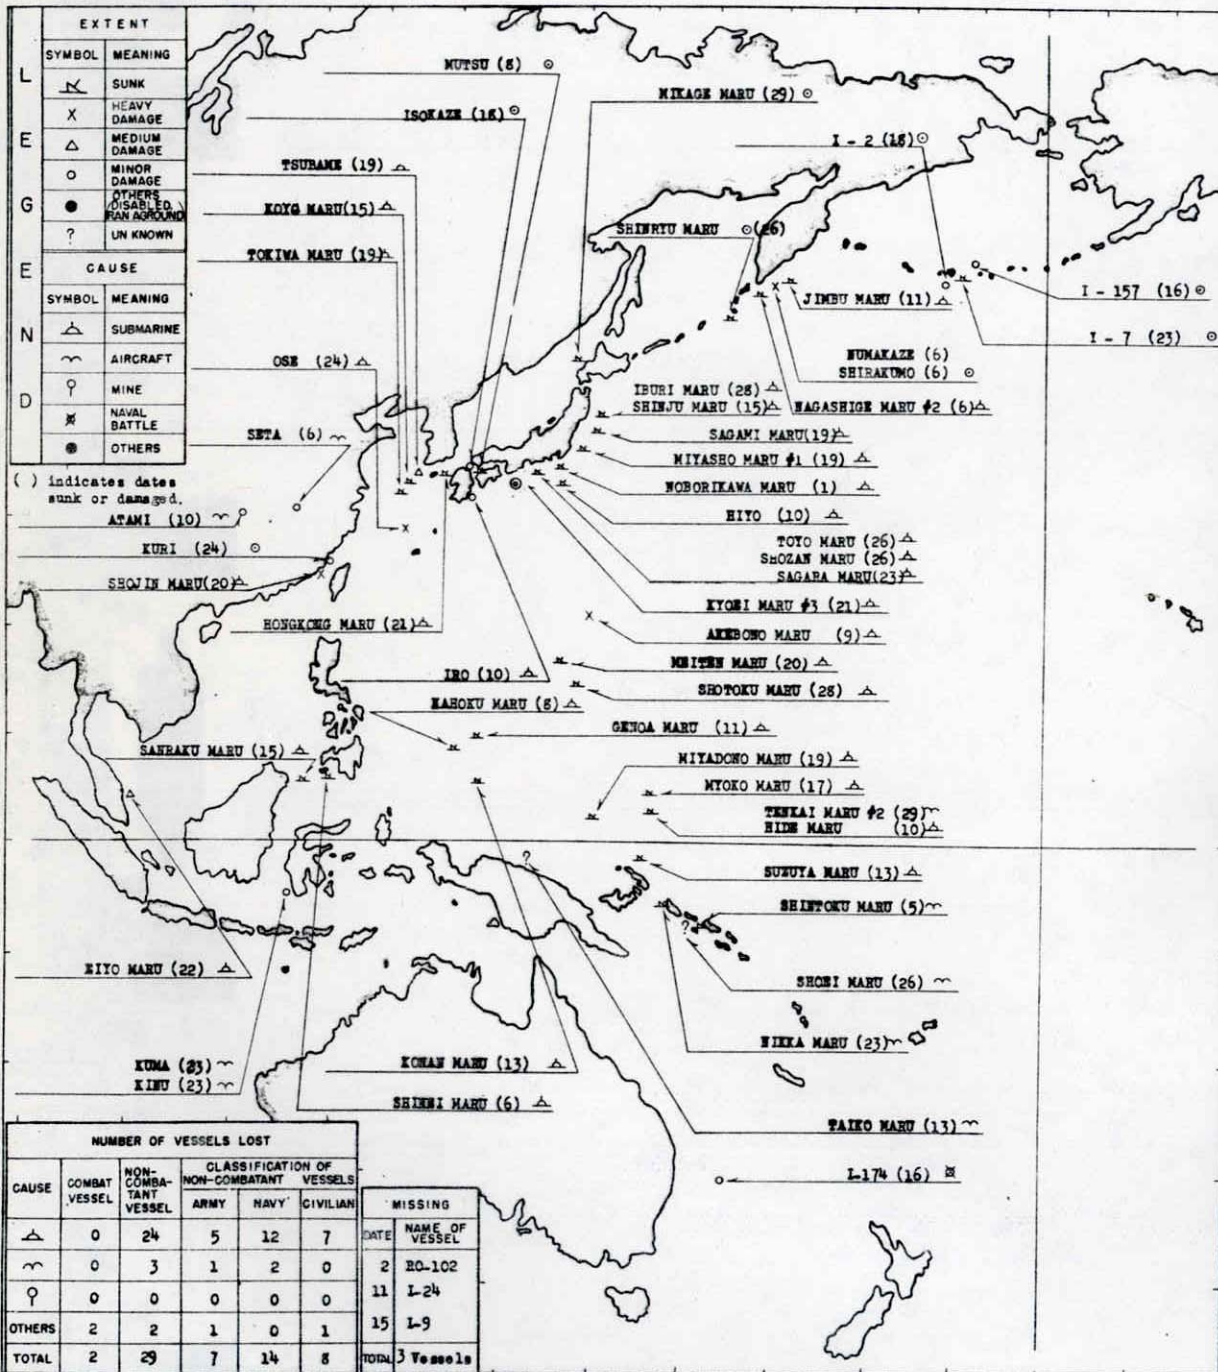 LEGEND
EXTENT
SYMBOL MEANING
SUNK
X HEAVY DAMAGE
MEDIUM DAMAGE
MINOR DAMAGE
OTHERS (DISABLED, RAN AGROUND)
? UN KNOWN
CAUSE
SYMBOL MEANING
SUBMARINE
AIRCRAFT
MINE
NAVAL BATTLE
OTHERS
( ) indicates dates
sunk or damaged.
MUTSU (8)
MIKAGE MARU (29)
ISOKAZE (18)
I - 2 (18)
TSUBAME (19)
KOYO MARU(15)
SHINRYU MARU (26)
TOKIWA MARU (19)
JIMBU MARU (11)
I - 157 (16)
I - 7 (23)
OSE (24)
NUMAKAZE (6)
SHIRAKUMO (6)
IBURI MARU (28)
SHINJU MARU (15)
NAGASHIGE MARU #2 (6)
SETA (6)
SAGAMI MARU(19)
MIYASHO MARU #1 (19)
NOBORIKAWA MARU (1)
ATAMI (10)
HIYO (10)
KURI (24)
TOYO MARU (26)
SHOZAN MARU (26)
SHOJIN MARU(20)
SAGARA MARU(23)
KYOEI MARU #3 (21)
HONGKONG MARU (21)
AKEBONO MARU (9)
IRO (10)
MEITEN MARU (20)
SHOTOKU MARU (28)
KAHOKU MARU (8)
GENOA MARU (11)
SANRAKU MARU (15)
MIYADONO MARU (19)
MYOKO MARU (17)
TENKAI MARU #2 (29)
HIDE MARU (10)
SUZUYA MARU (13)
SHINTOKU MARU (5)
EIYO MARU (22)
SHOEI MARU (26)
NIKKA MARU (23)
KUMA (23)
KINU (23)
KONAN MARU (13)
SHINNI MARU (6)
TAIKO MARU (13)
I-174 (16)
NUMBER OF VESSELS LOST
CAUSE COMBAT VESSEL NON-COMBATANT VESSEL CLASSIFICATION OF NON-COMBATANT VESSELS
ARMY NAVY CIVILIAN
0 24 5 12 7
0 3 1 2 0
0 0 0 0 0
OTHERS 2 2 1 0 1
TOTAL 2 29 7 14 8
MISSING
DATE NAME OF VESSEL
2 RO-102
11 I-24
15 I-9
TOTAL 3 Vessels